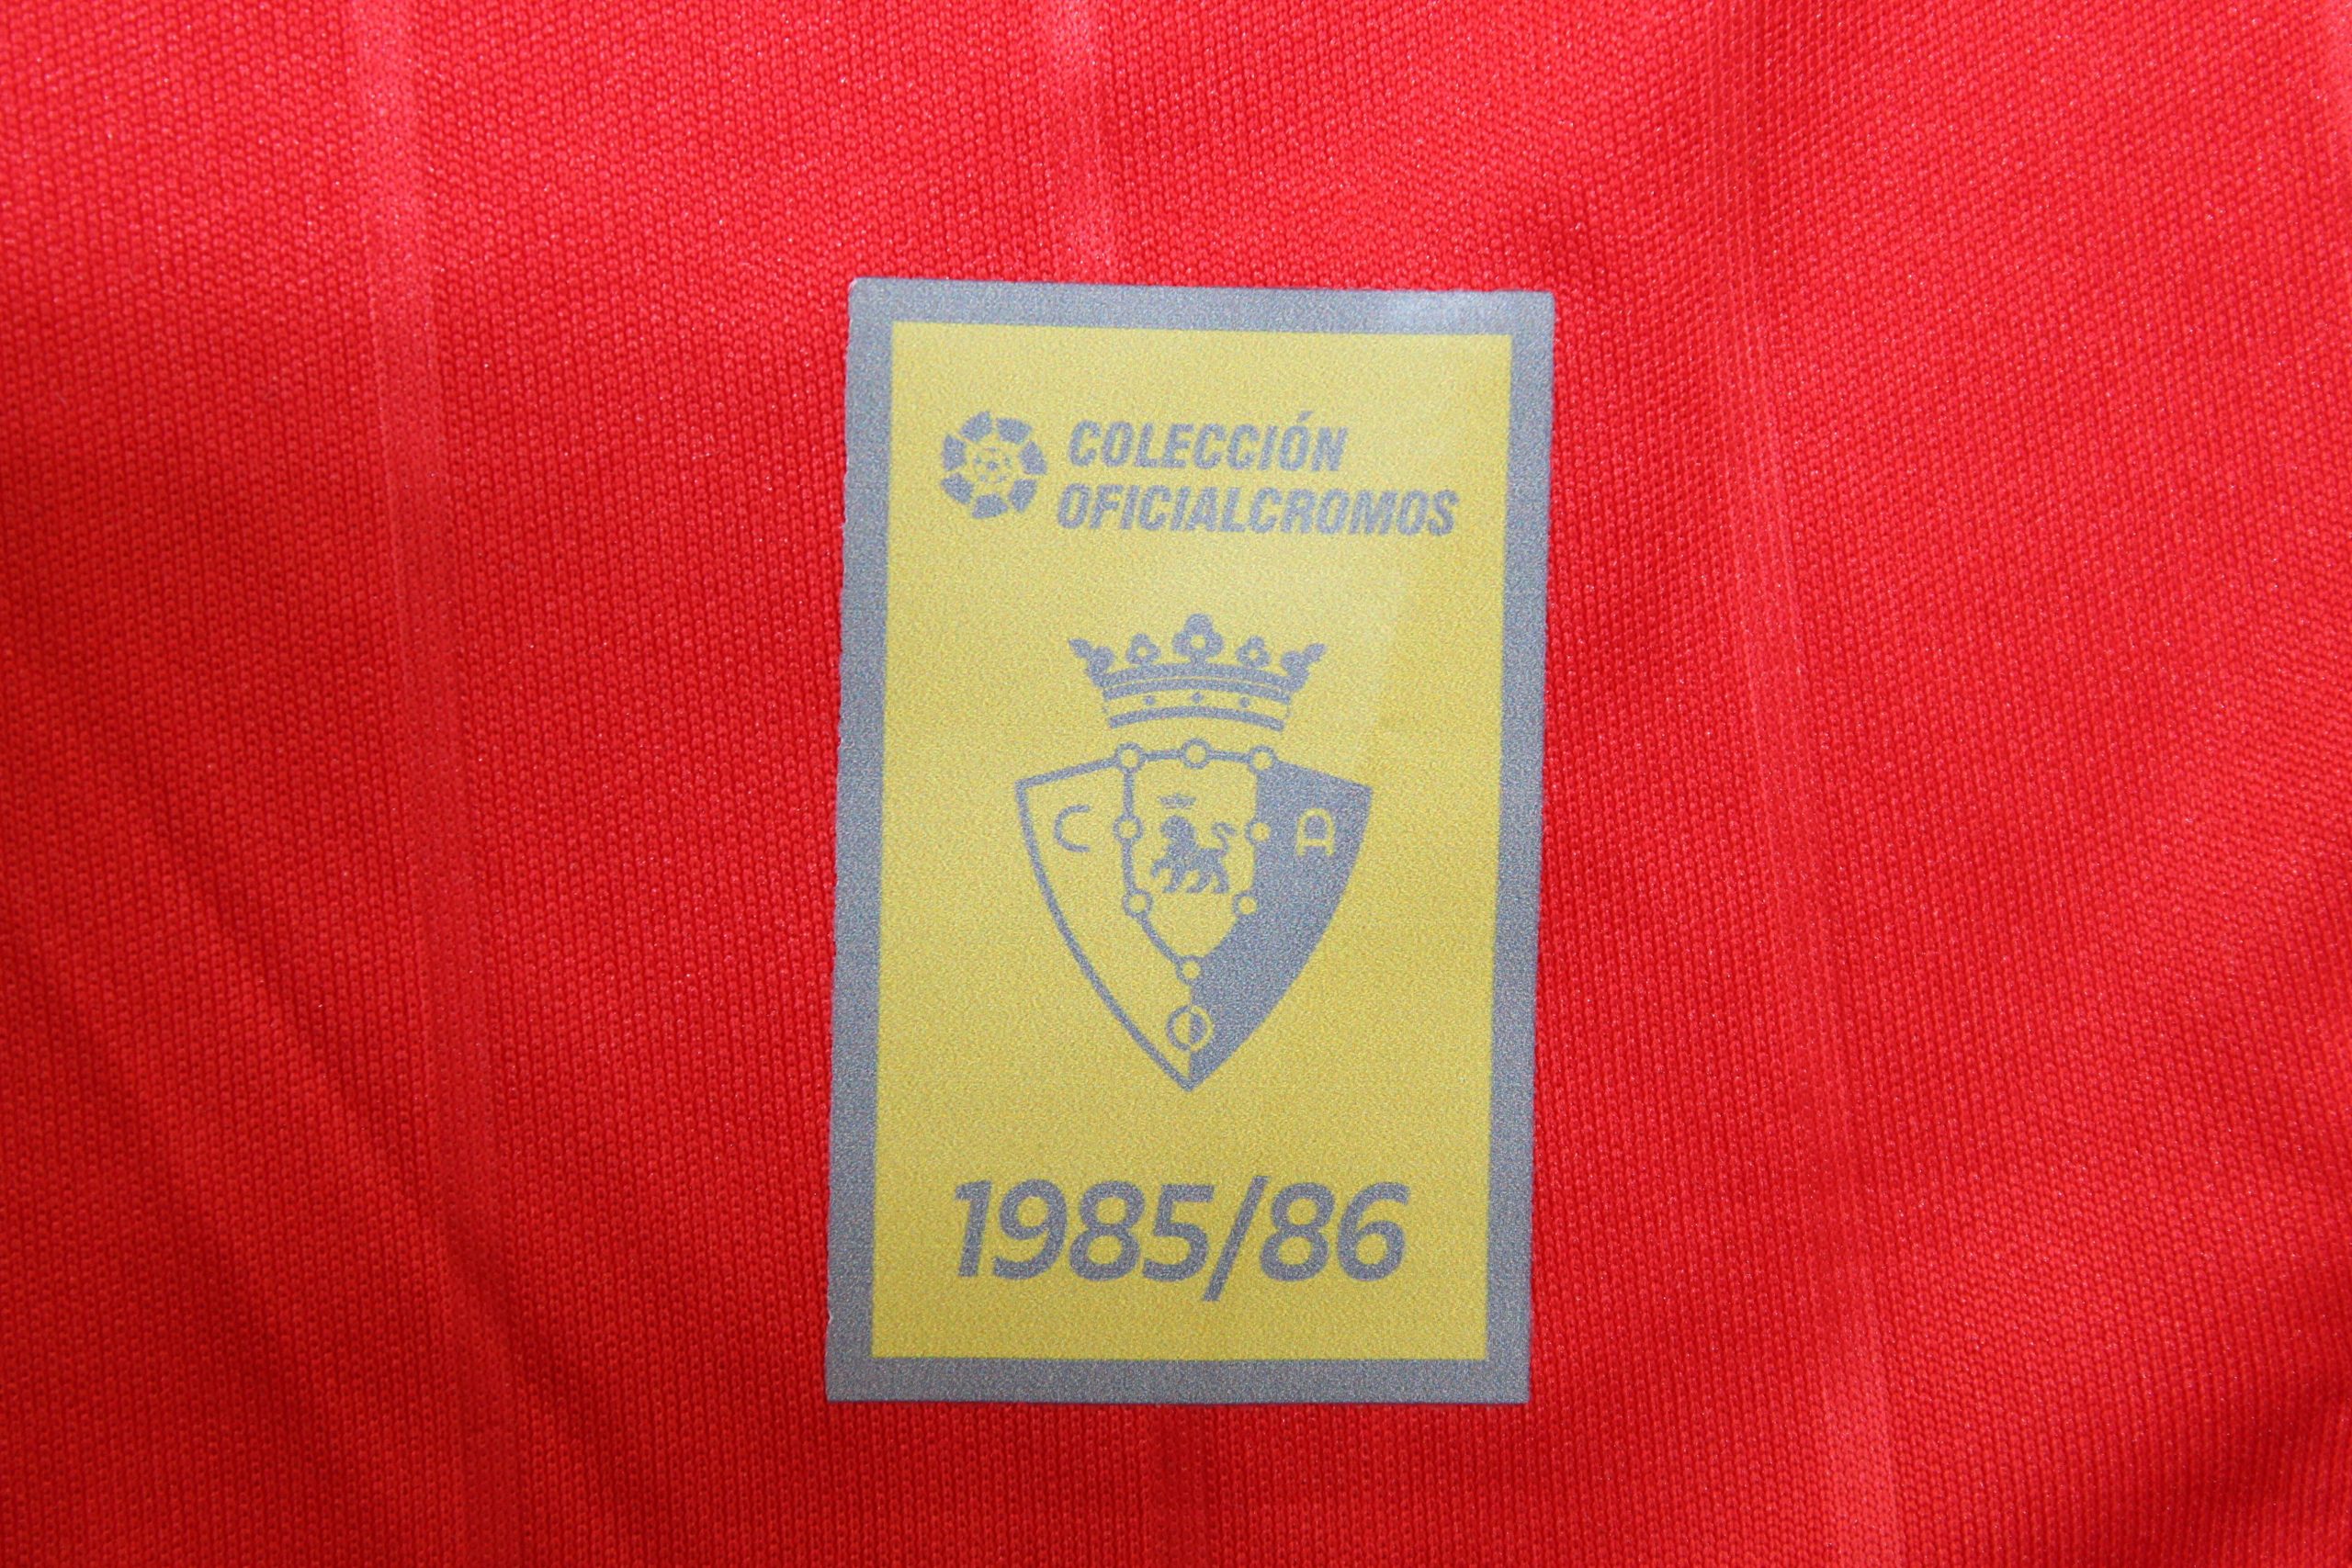 COLECCIÓN
OFICIALCROMOS
C A
O
1985/86